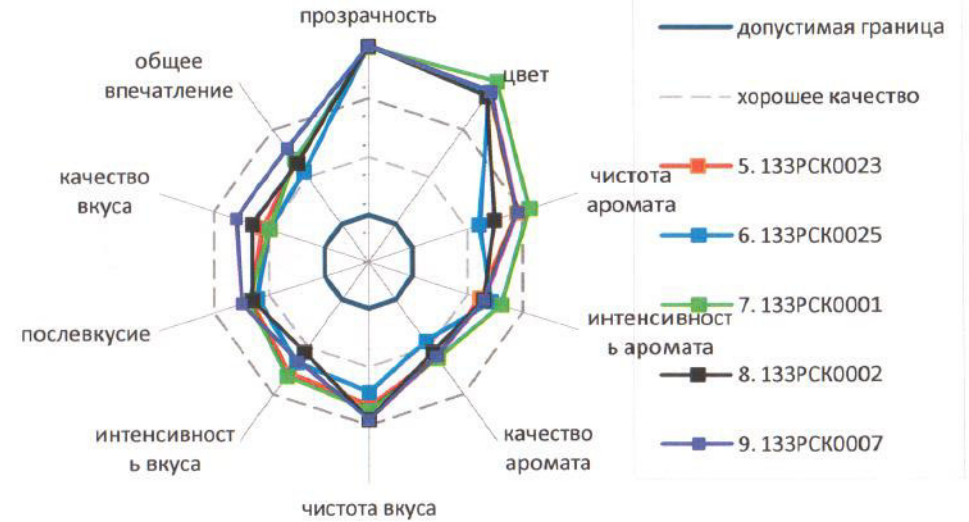 прозрачность
цвет
чистота
аромата
интенсивност
ь аромата
качество
аромата
чистота вкуса
интенсивност
ь вкуса
послевкусие
качество
вкуса
общее
впечатление
допустимая граница
хорошее качество
5. 133РСК0023
6. 133РСК0025
7. 133РСК0001
8. 133РСК0002
9. 133РСК0007